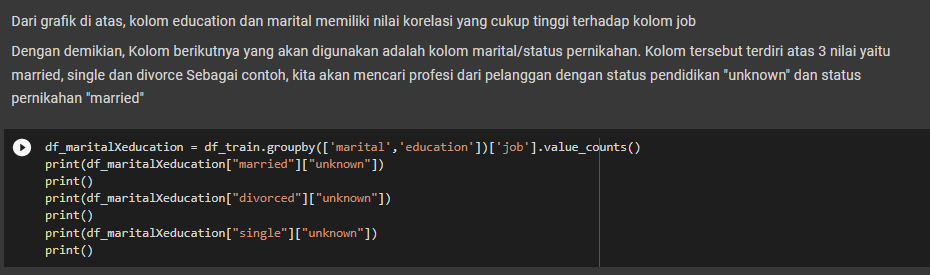 Dari grafik di atas, kolom education dan marital memiliki nilai korelasi yang cukup tinggi terhadap kolom job
Dengan demikian, Kolom berikutnya yang akan digunakan adalah kolom marital/status pernikahan. Kolom tersebut terdiri atas 3 nilai yaitu
married, single dan divorce Sebagai contoh, kita akan mencari profesi dari pelanggan dengan status pendidikan "unknown" dan status
pernikahan "married"
df_maritalXeducation = df_train.groupby(['marital','education'])['job'].value_counts()
print(df_maritalXeducation["married"]["unknown"])
print()
print(df_maritalXeducation["divorced"]["unknown"])
print()
print(df_maritalXeducation["single"]["unknown"])
print()